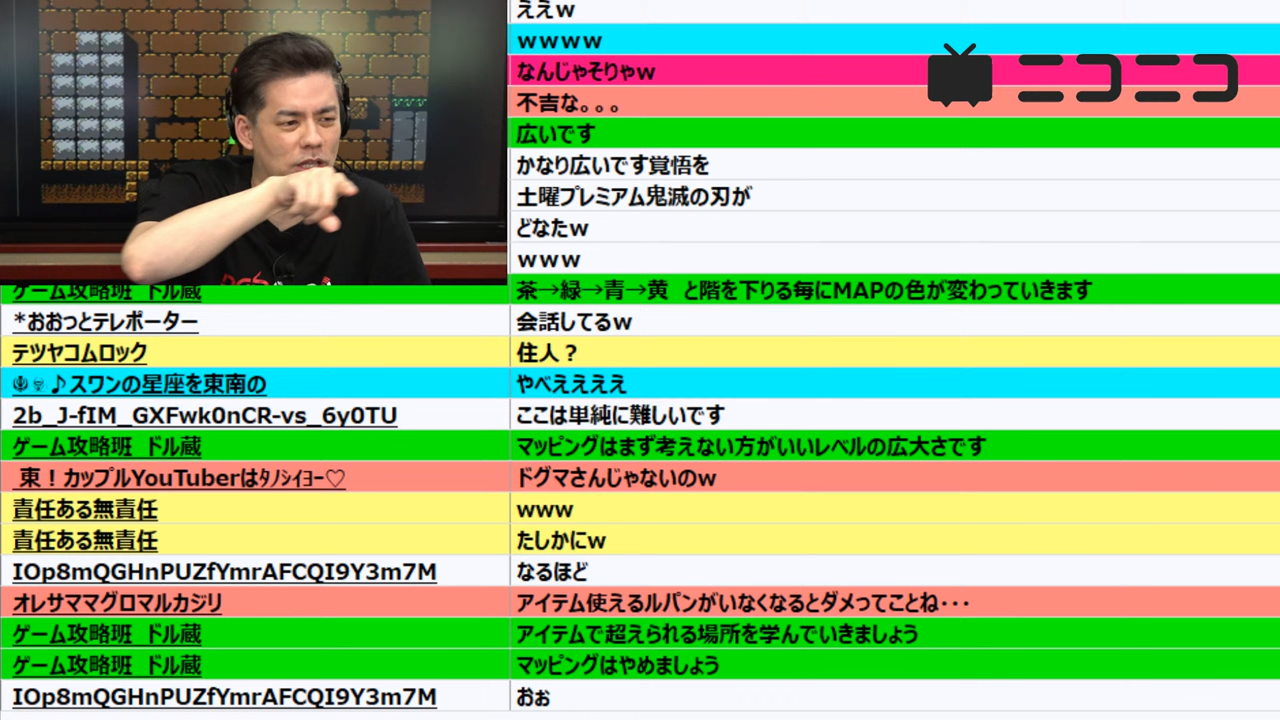 ええw
wwww
ニコニコ
なんじゃそりゃw
不吉な。。。
広いです
かなり広いです覚悟を
土曜プレミアム鬼滅の刃が
どなたw
www
ゲーム攻略班 ドル蔵 茶→緑→青→黄 と階を下りる毎にMAPの色が変わっていきます
*おおっとテレポーター 会話してるw
テツヤコムロック 住人？
♪スワンの星座を東南の やべええええ
2b_J-fIM_GXFwk0nCR-vs_6y0TU ここは単純に難しいです
ゲーム攻略班 ドル蔵 マッピングはまず考えない方がいいレベルの広大さです
東！カップルYouTuberはﾀﾉｼｲﾖｰ♡ ドグマさんじゃないのw
責任ある無責任 www
責任ある無責任 たしかにw
IOp8mQGHnPUZfYmrAFCQI9Y3m7M なるほど
オレサママグロマルカジリ アイテム使えるルパンがいなくなるとダメってことね･･･
ゲーム攻略班 ドル蔵 アイテムで超えられる場所を学んでいきましょう
ゲーム攻略班 ドル蔵 マッピングはやめましょう
IOp8mQGHnPUZfYmrAFCQI9Y3m7M おぉ